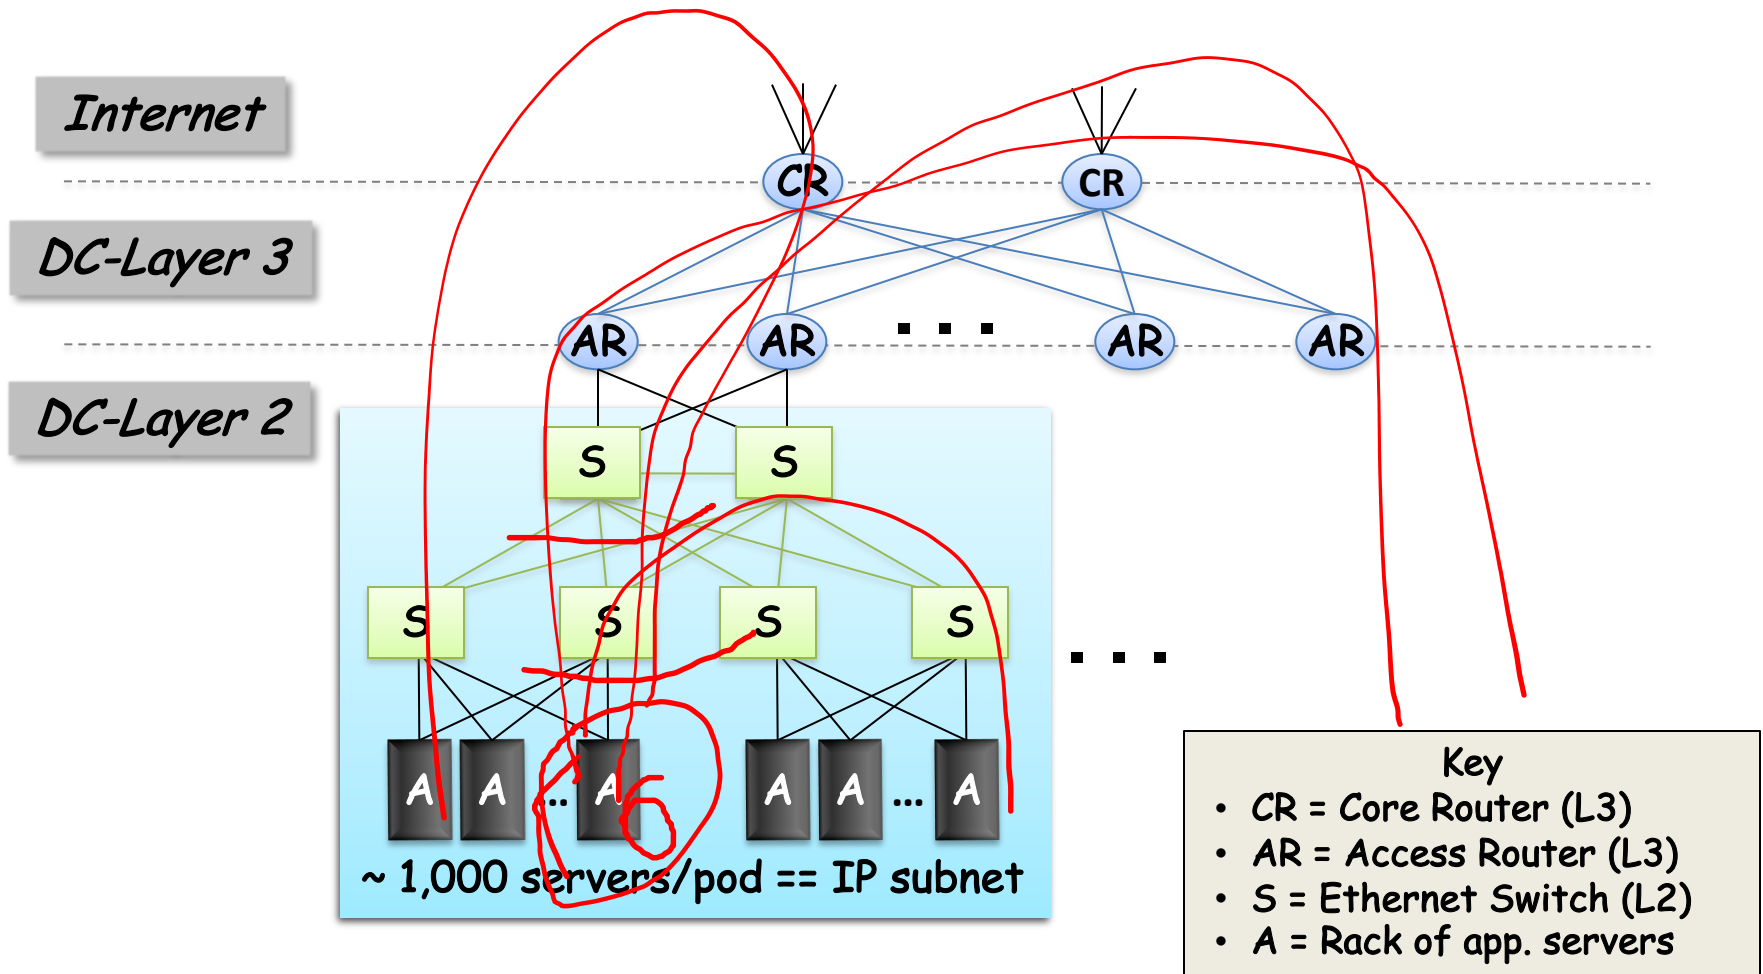 Internet
CR CR
DC-Layer 3
AR AR ... AR AR
DC-Layer 2
S S
S S S S
...
A A ... A A A ... A
6
~ 1,000 servers/pod == IP subnet
Key
• CR = Core Router (L3)
• AR = Access Router (L3)
• S = Ethernet Switch (L2)
• A = Rack of app. servers